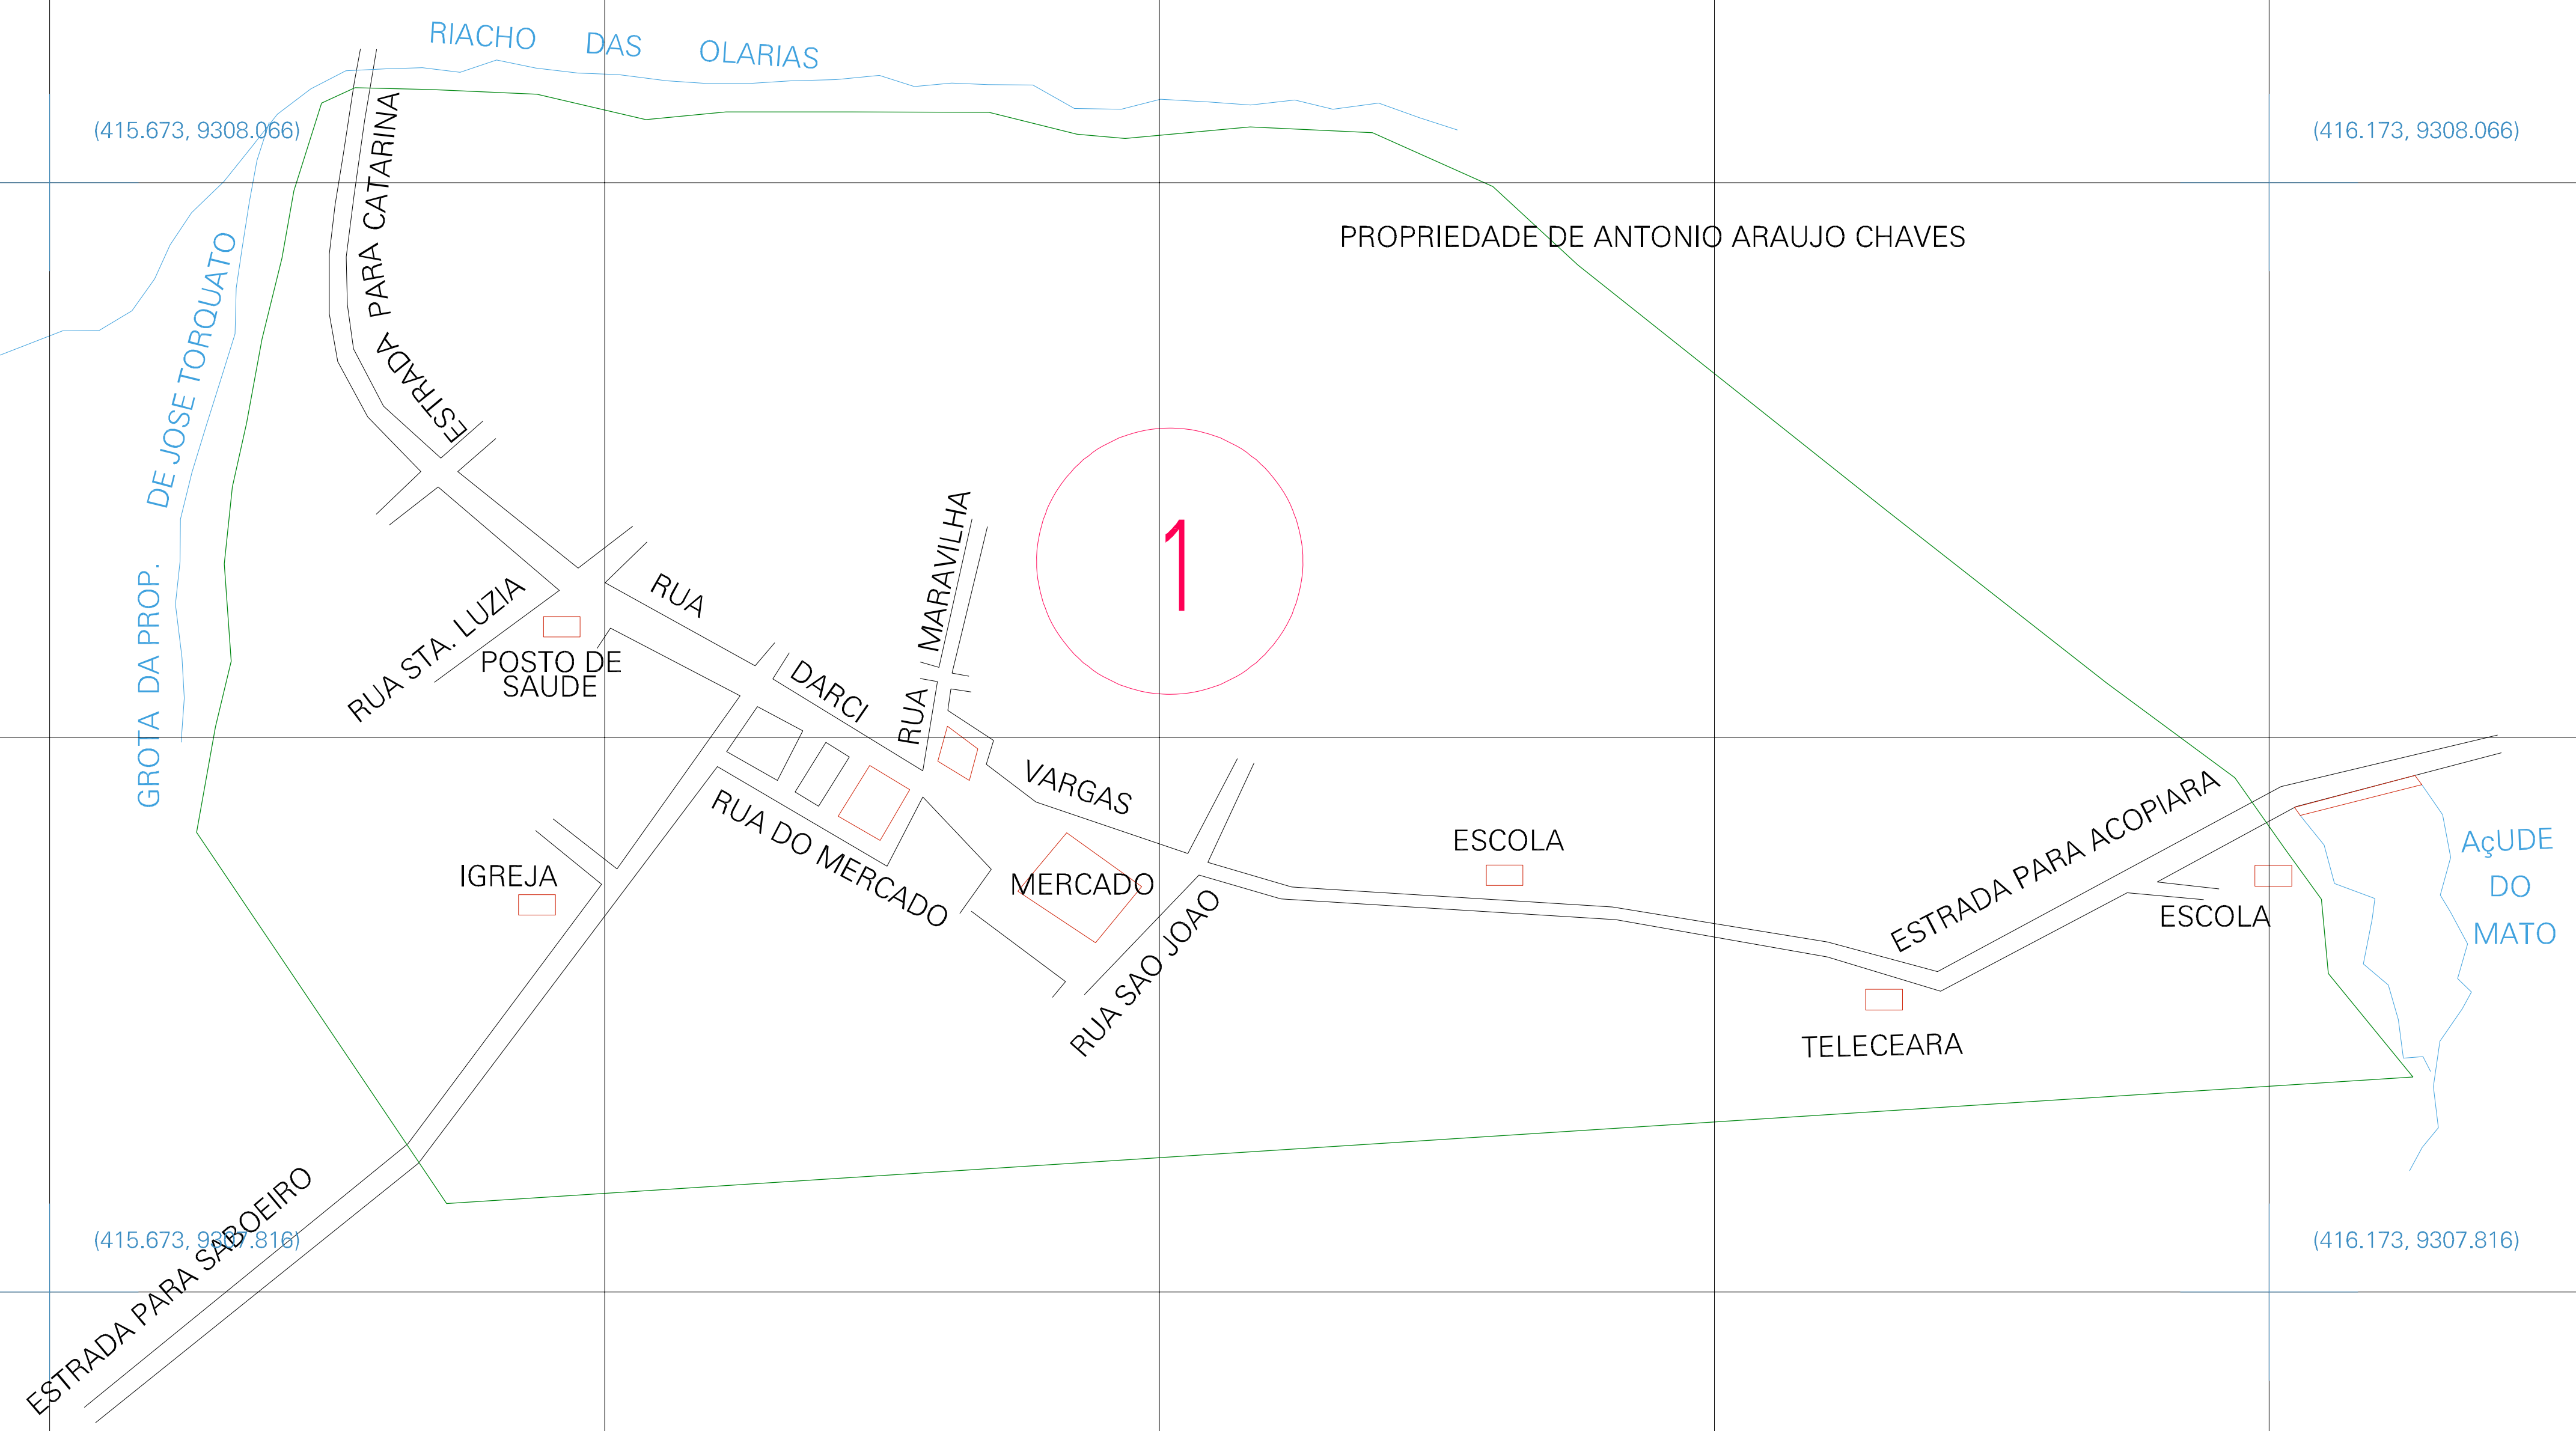 RIACHO DAS OLARIAS
(415.673, 9308.066)
(416.173, 9308.066)
ESTRADA PARA CATARINA
PROPRIEDADE DE ANTONIO ARAUJO CHAVES
GROTA DA PROP. DE JOSE TORQUATO
1
RUA STA. LUZIA
POSTO DE
SAUDE
RUA DARCI VARGAS
RUA MARAVILHA
RUA DO MERCADO
IGREJA
MERCADO
RUA SAO JOAO
ESCOLA
ESTRADA PARA ACOPIARA
ESCOLA
AçUDE
DO
MATO
TELECEARA
ESTRADA PARA SABOEIRO
(415.673, 9307.816)
(416.173, 9307.816)